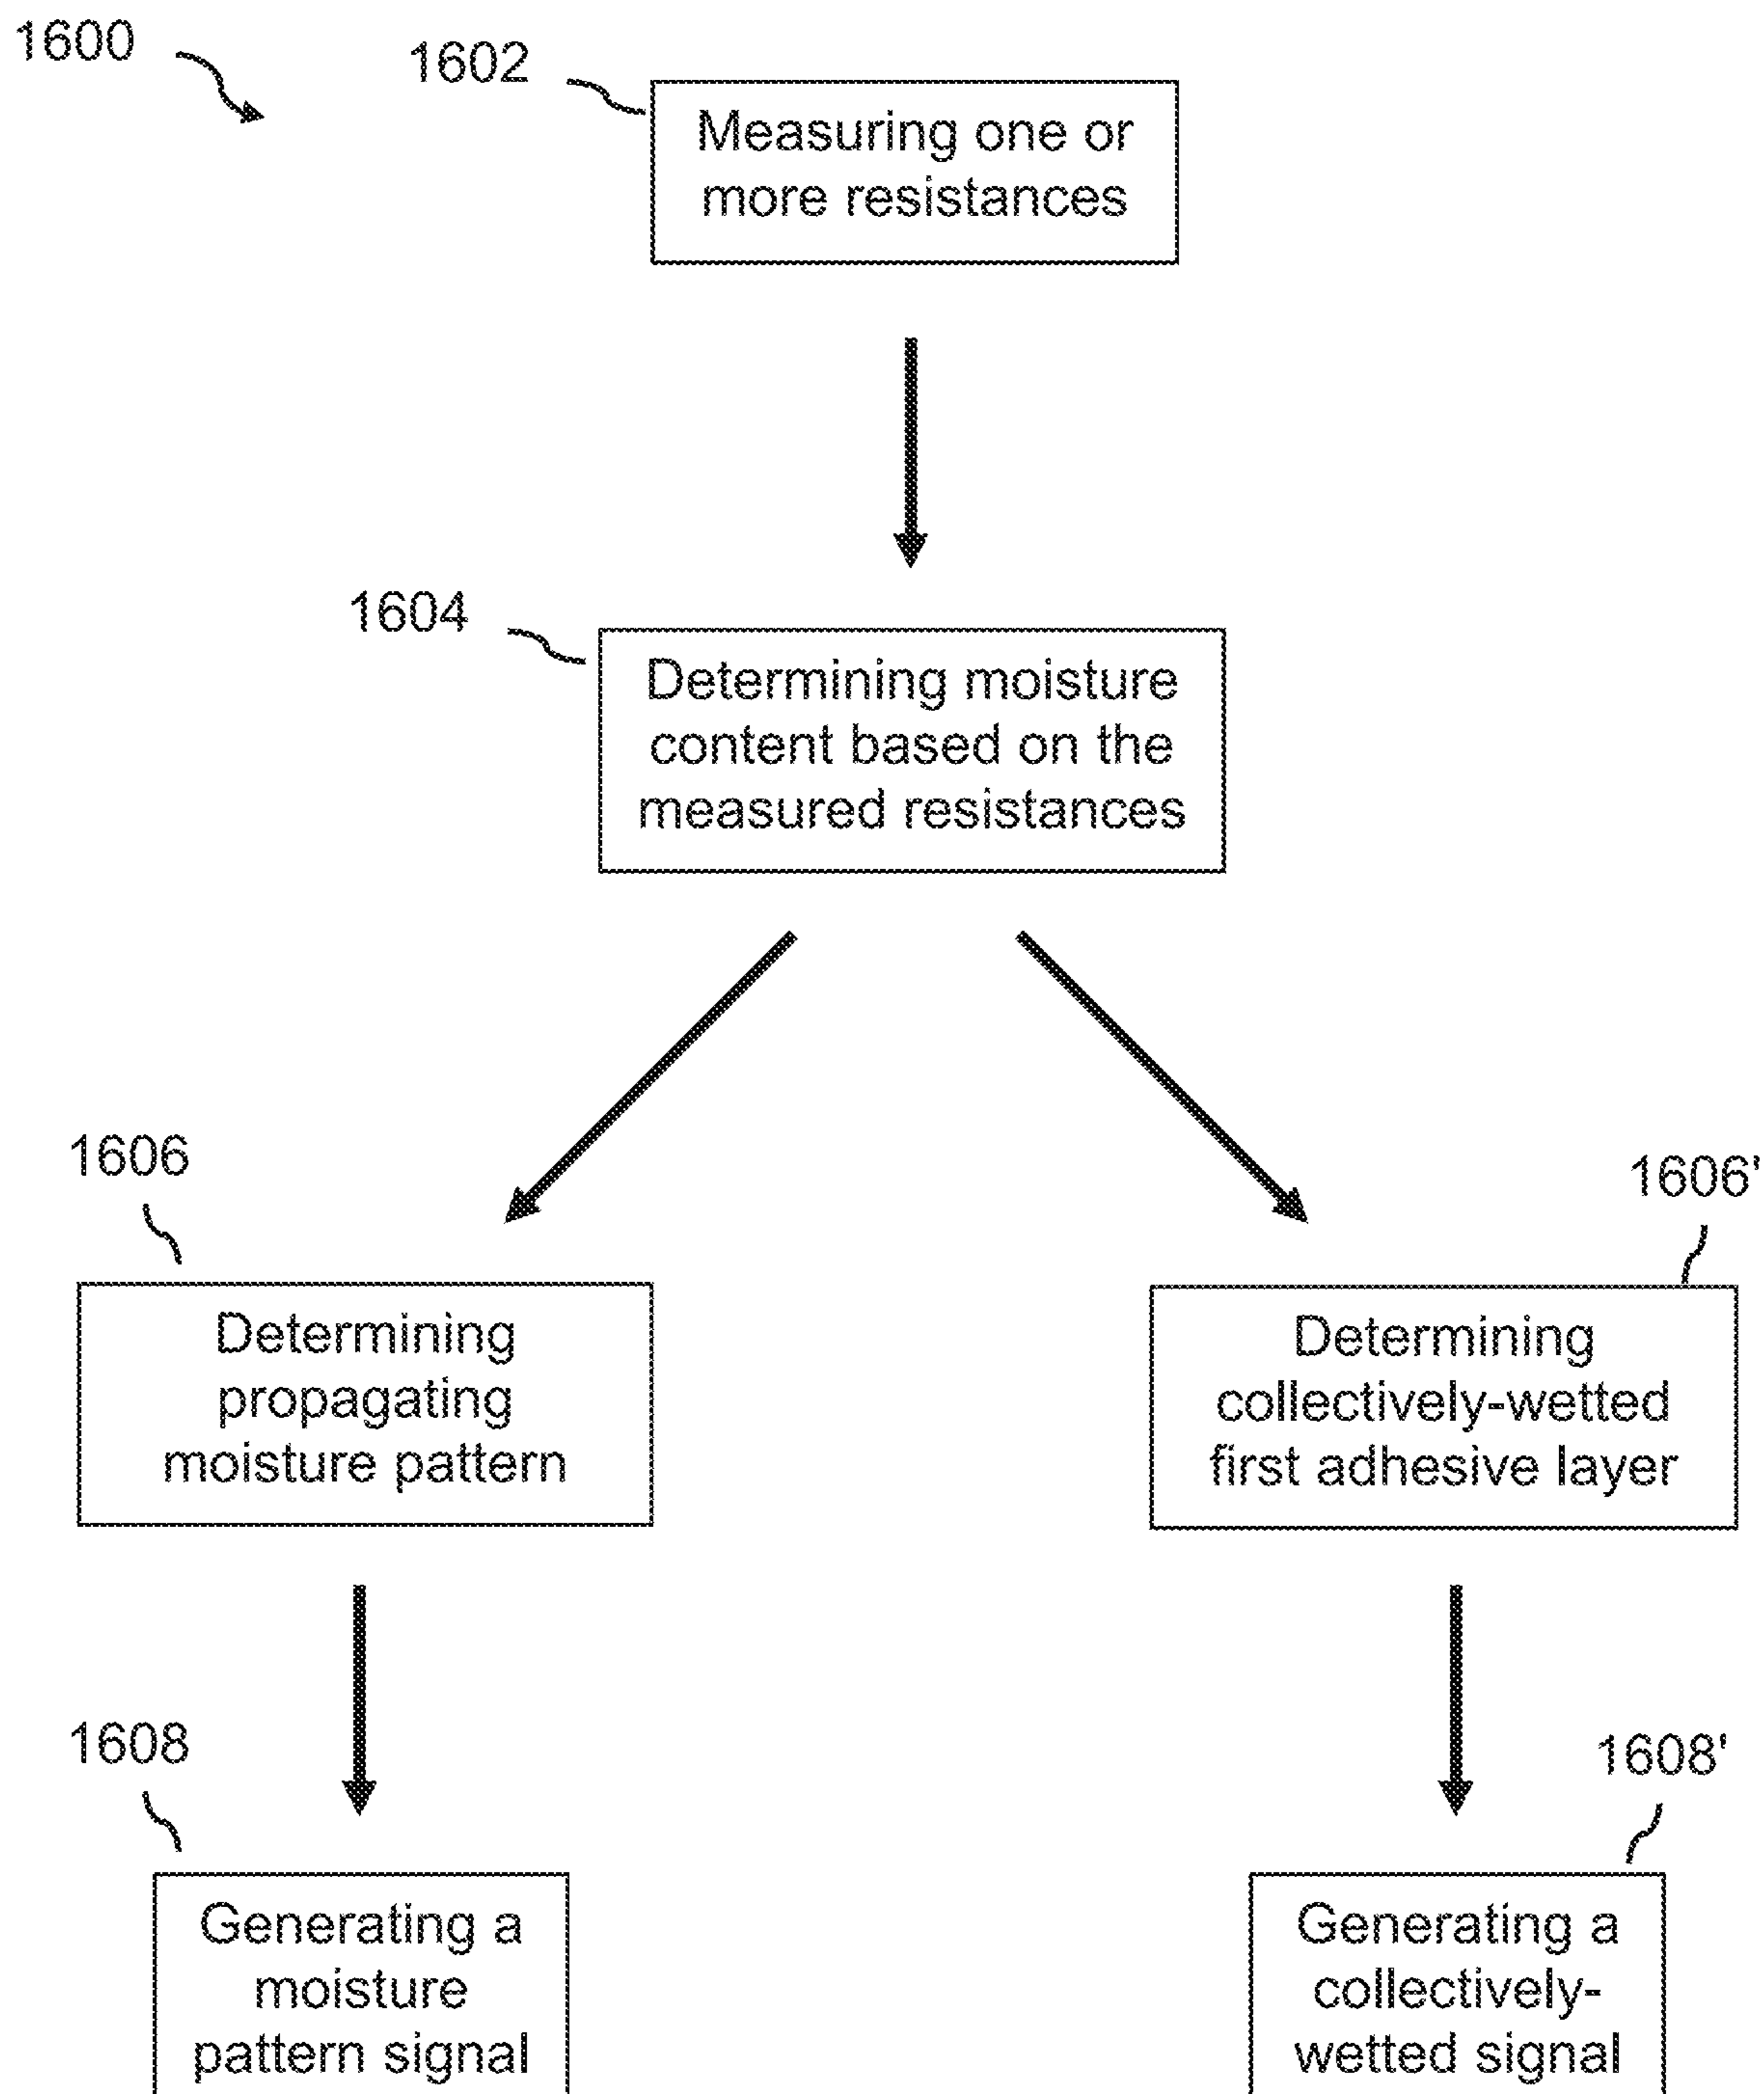 1600
1602
Measuring one or
more resistances
1604
Determining moisture
content based on the
measured resistances
1606
Determining
propagating
moisture pattern
1606'
Determining
collectively-wetted
first adhesive layer
1608
Generating a
moisture
pattern signal
1608'
Generating a
collectively-
wetted signal